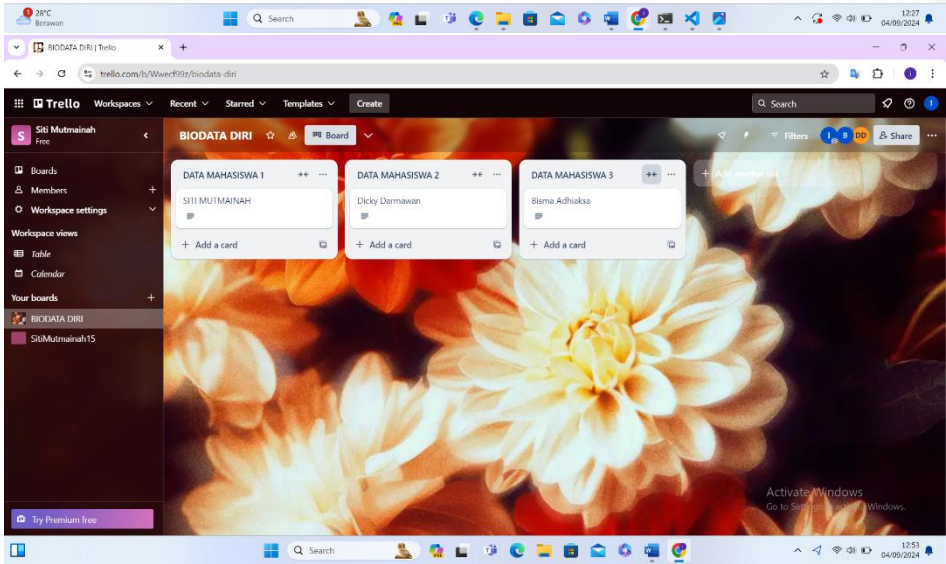 28°C
Berawan
Search
12:27
04/09/2024
BIODATA DIRI | Trello
trello.com/b/Wwecf99z/biodata-diri
Trello Workspaces Recent Starred Templates Create Search
S Siti Mutmainah
Free
BIODATA DIRI Board Filters I B DD Share
Boards
Members
Workspace settings
Workspace views
Table
Calendar
Your boards
BIODATA DIRI
SitiMutmainah15
Try Premium free
DATA MAHASISWA 1
SITI MUTMAINAH
+ Add a card
DATA MAHASISWA 2
Dicky Darmawan
+ Add a card
DATA MAHASISWA 3
Bisma Adhiaksa
+ Add a card
+ Add another list
Activate Windows
Go to Settings to activate Windows.
Search
12:53
04/09/2024